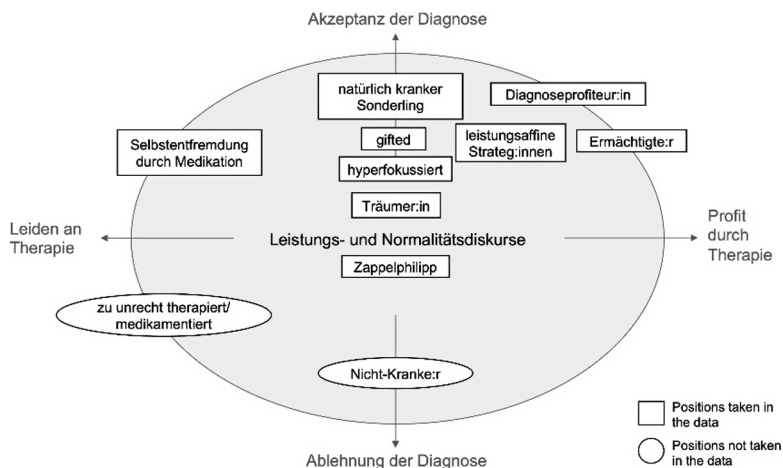 Akzeptanz der Diagnose
natürlich kranker
Sonderling
Diagnoseprofiteur:in
Selbstentfremdung
durch Medikation
gifted
leistungsaffine
Strateg:innen
Ermächtigte:r
hyperfokussiert
Träumer:in
Leiden an
Therapie
Leistungs- und Normalitätsdiskurse
Profit
durch
Therapie
Zappelphilipp
zu unrecht therapiert/
medikamentiert
Nicht-Kranke:r
Positions taken in
the data
Positions not taken
in the data
Ablehnung der Diagnose